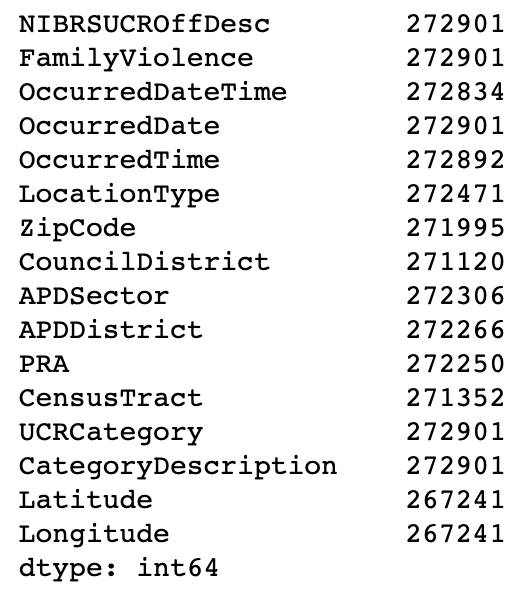 NIBRSUCROffDesc 272901
FamilyViolence 272901
OccurredDateTime 272834
OccurredDate 272901
OccurredTime 272892
LocationType 272471
ZipCode 271995
CouncilDistrict 271120
APDSector 272306
APDDistrict 272266
PRA 272250
CensusTract 271352
UCRCategory 272901
CategoryDescription 272901
Latitude 267241
Longitude 267241
dtype: int64